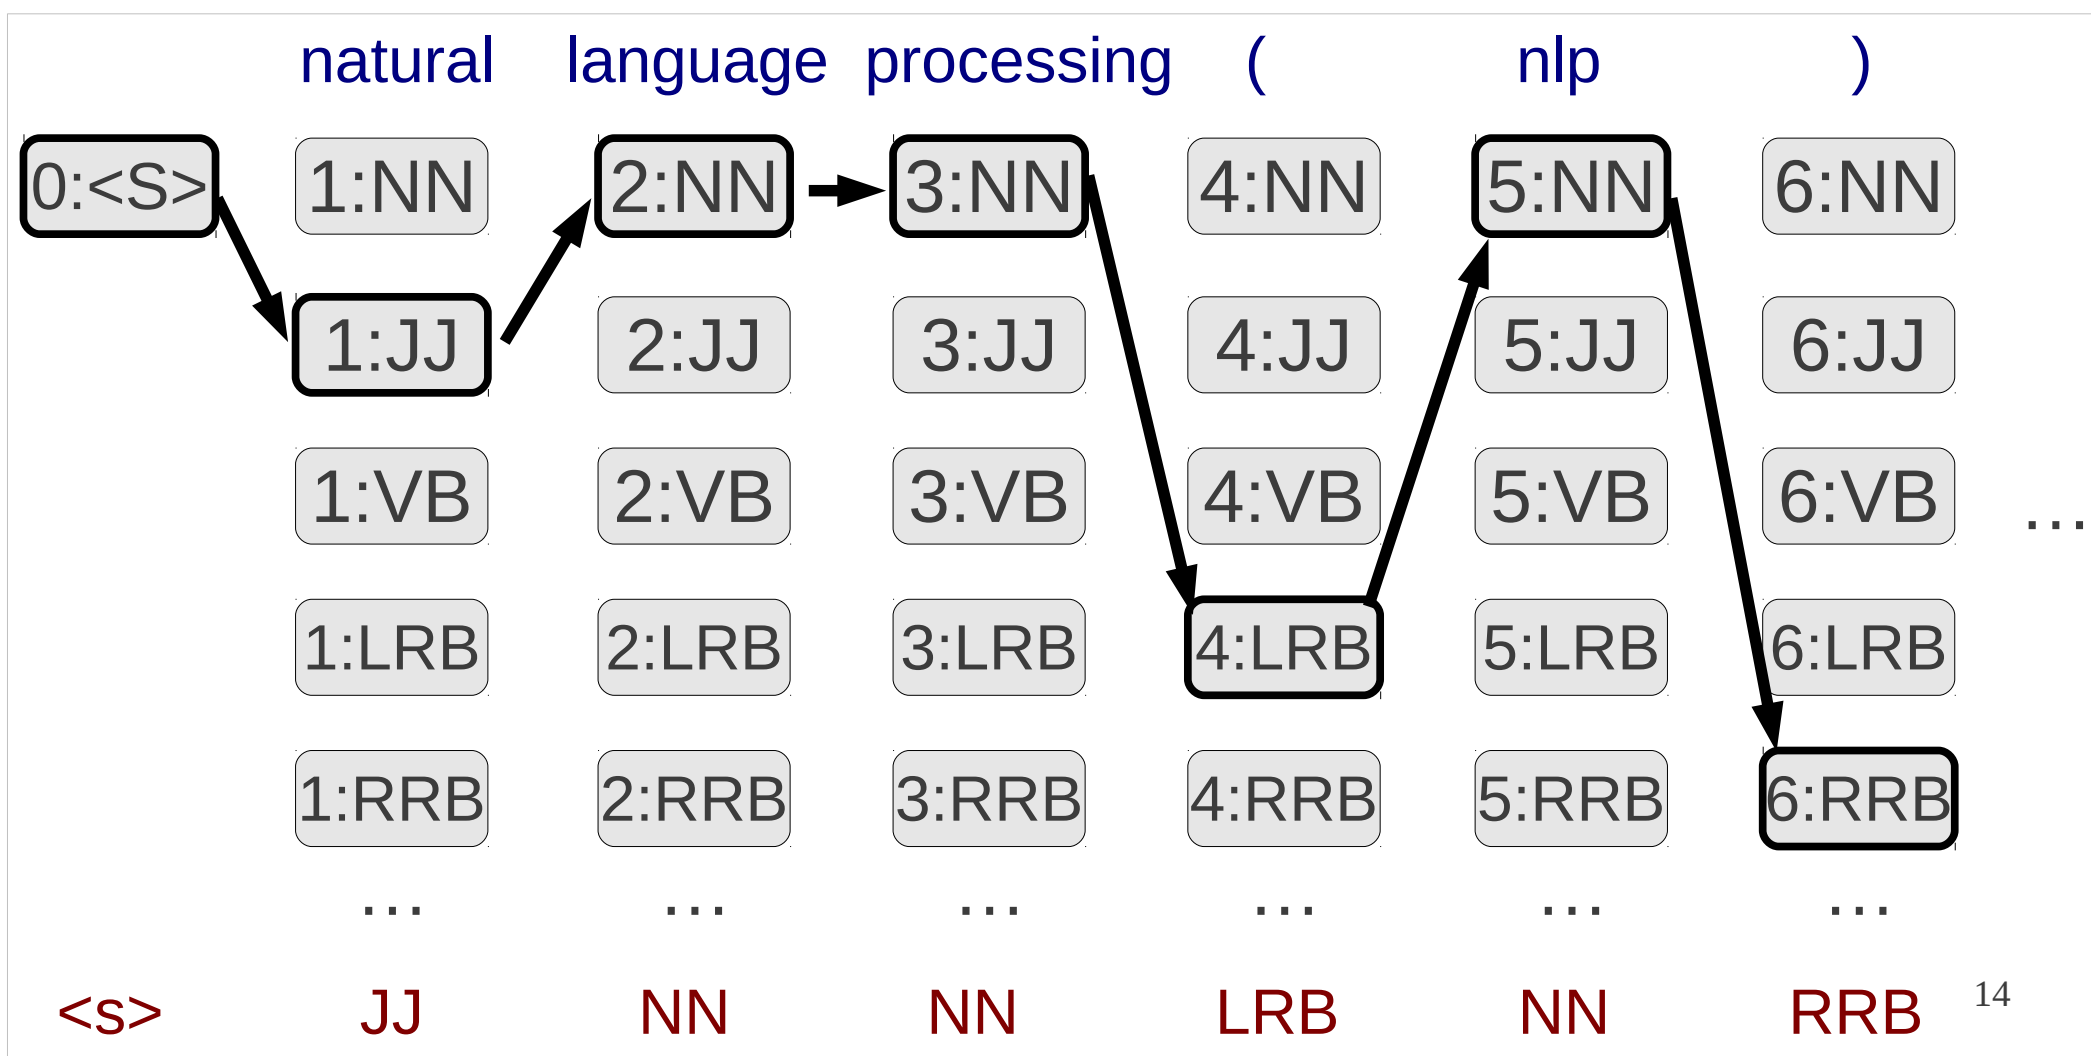 natural language processing ( nlp )
0:<S> 1:NN 2:NN 3:NN 4:NN 5:NN 6:NN
1:JJ 2:JJ 3:JJ 4:JJ 5:JJ 6:JJ
1:VB 2:VB 3:VB 4:VB 5:VB 6:VB …
1:LRB 2:LRB 3:LRB 4:LRB 5:LRB 6:LRB
1:RRB 2:RRB 3:RRB 4:RRB 5:RRB 6:RRB
… … … … … …
<s> JJ NN NN LRB NN RRB 14